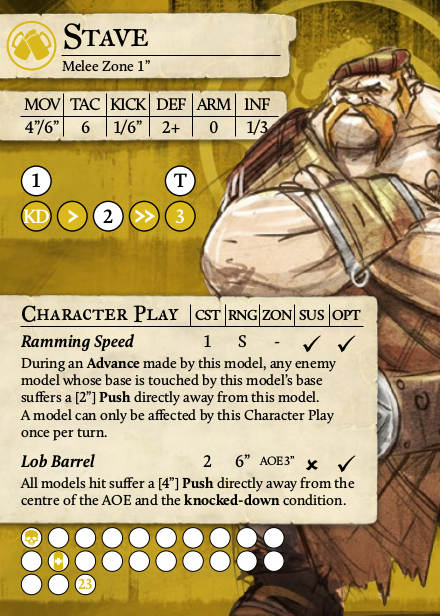 Stave
Melee Zone 1”
MOV TAC KICK DEF ARM INF
4”/6” 6 1/6” 2+ 0 1/3
1 T
KD > 2 >> 3
Character Play CST RNG ZON SUS OPT
Ramming Speed 1 S - ✓ ✓
During an Advance made by this model, any enemy
model whose base is touched by this model’s base
suffers a [2”] Push directly away from this model.
A model can only be affected by this Character Play
once per turn.
Lob Barrel 2 6” AOE 3” ✘ ✓
All models hit suffer a [4”] Push directly away from the
centre of the AOE and the knocked-down condition.
23